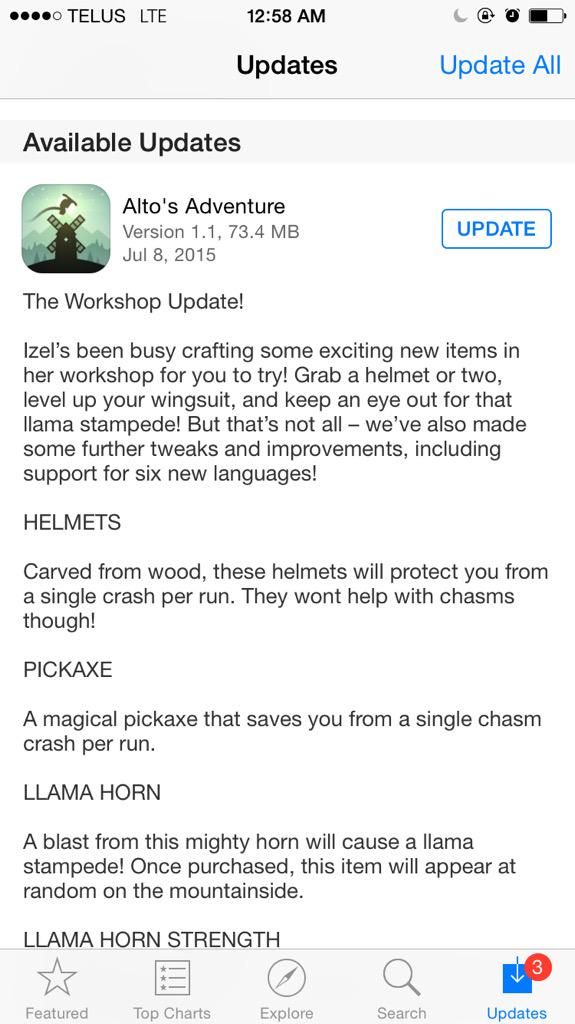 TELUS LTE 12:58 AM
Updates Update All
Available Updates
Alto's Adventure
Version 1.1, 73.4 MB
Jul 8, 2015
UPDATE
The Workshop Update!
Izel’s been busy crafting some exciting new items in
her workshop for you to try! Grab a helmet or two,
level up your wingsuit, and keep an eye out for that
llama stampede! But that’s not all – we’ve also made
some further tweaks and improvements, including
support for six new languages!
HELMETS
Carved from wood, these helmets will protect you from
a single crash per run. They wont help with chasms
though!
PICKAXE
A magical pickaxe that saves you from a single chasm
crash per run.
LLAMA HORN
A blast from this mighty horn will cause a llama
stampede! Once purchased, this item will appear at
random on the mountainside.
LLAMA HORN STRENGTH
3
Featured Top Charts Explore Search Updates